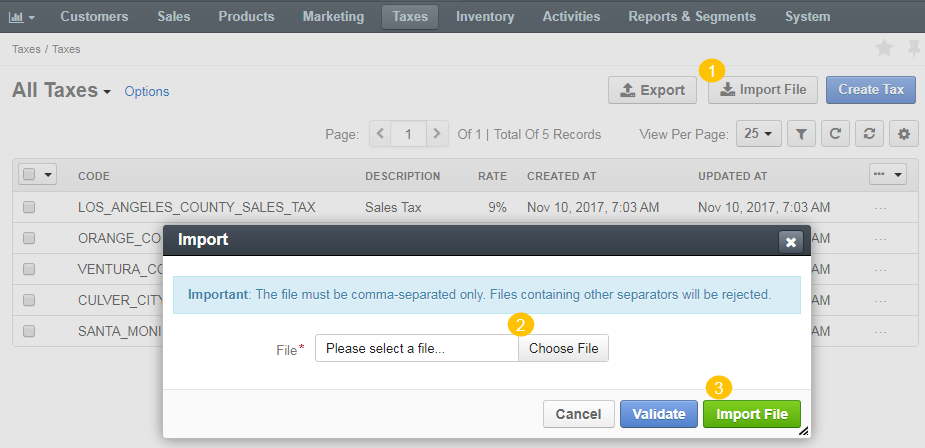 Customers Sales Products Marketing Taxes Inventory Activities Reports & Segments System
Taxes / Taxes
1
All Taxes Options Export Import File Create Tax
Page: 1 Of 1 | Total Of 5 Records View Per Page: 25
CODE DESCRIPTION RATE CREATED AT UPDATED AT
LOS_ANGELES_COUNTY_SALES_TAX Sales Tax 9% Nov 10, 2017, 7:03 AM Nov 10, 2017, 7:03 AM
ORANGE_CO AM
VENTURA_CO AM
CULVER_CITY AM
SANTA_MONI AM
Import
Important: The file must be comma-separated only. Files containing other separators will be rejected.
2
File* Please select a file... Choose File
3
Cancel Validate Import File